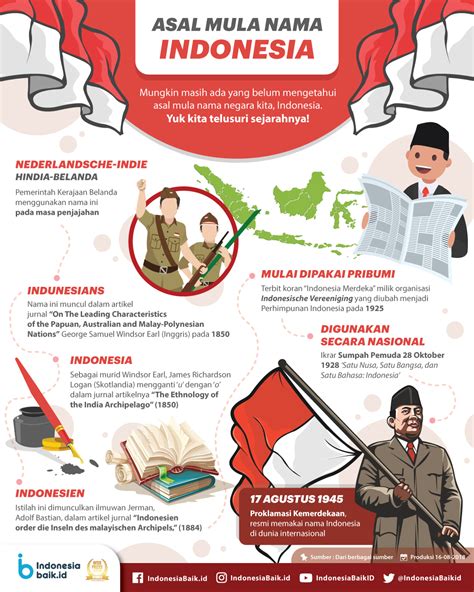 ASAL MULA NAMA
INDONESIA
Mungkin masih ada yang belum mengetahui
asal mula nama negara kita, Indonesia.
Yuk kita telusuri sejarahnya!
NEDERLANDSCHE-INDIE
HINDIA-BELANDA
Pemerintah Kerajaan Belanda
menggunakan nama ini
pada masa penjajahan
INDUNESIANS
Nama ini muncul dalam artikel
jurnal "On The Leading Characteristics
of the Papuan, Australian and Malay-Polynesian
Nations" George Samuel Windsor Earl (Inggris) pada 1850
INDONESIA
Sebagai murid Windsor Earl, James Richardson
Logan (Skotlandia) mengganti 'u' dengan 'o'
dalam jurnal artikelnya "The Ethnology of
the India Archipelago" (1850)
INDONESIEN
Istilah ini dimunculkan ilmuwan Jerman,
Adolf Bastian, dalam artikel jurnal "Indonesien
order die Inseln des malayischen Archipels," (1884)
MULAI DIPAKAI PRIBUMI
Terbit koran "Indonesia Merdeka" milik organisasi
Indonesische Vereeniging yang diubah menjadi
Perhimpunan Indonesia pada 1925
DIGUNAKAN
SECARA NASIONAL
Ikrar Sumpah Pemuda 28 Oktober
1928 'Satu Nusa, Satu Bangsa, dan
Satu Bahasa: Indonesia'
17 AGUSTUS 1945
Proklamasi Kemerdekaan,
resmi memakai nama Indonesia
di dunia internasional
Sumber : Dari berbagai sumber
Produksi 16-08-2018
Indonesia
baik.id
IndonesiaBaik.id
IndonesiaBaik.id
IndonesiaBaikID
@IndonesiaBaikId